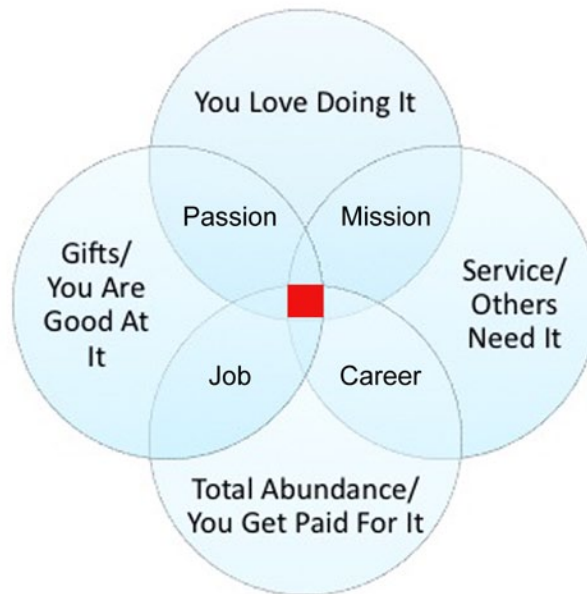 You Love Doing It
Passion
Mission
Gifts/
You Are
Good At
It
Service/
Others
Need It
Job
Career
Total Abundance/
You Get Paid For It